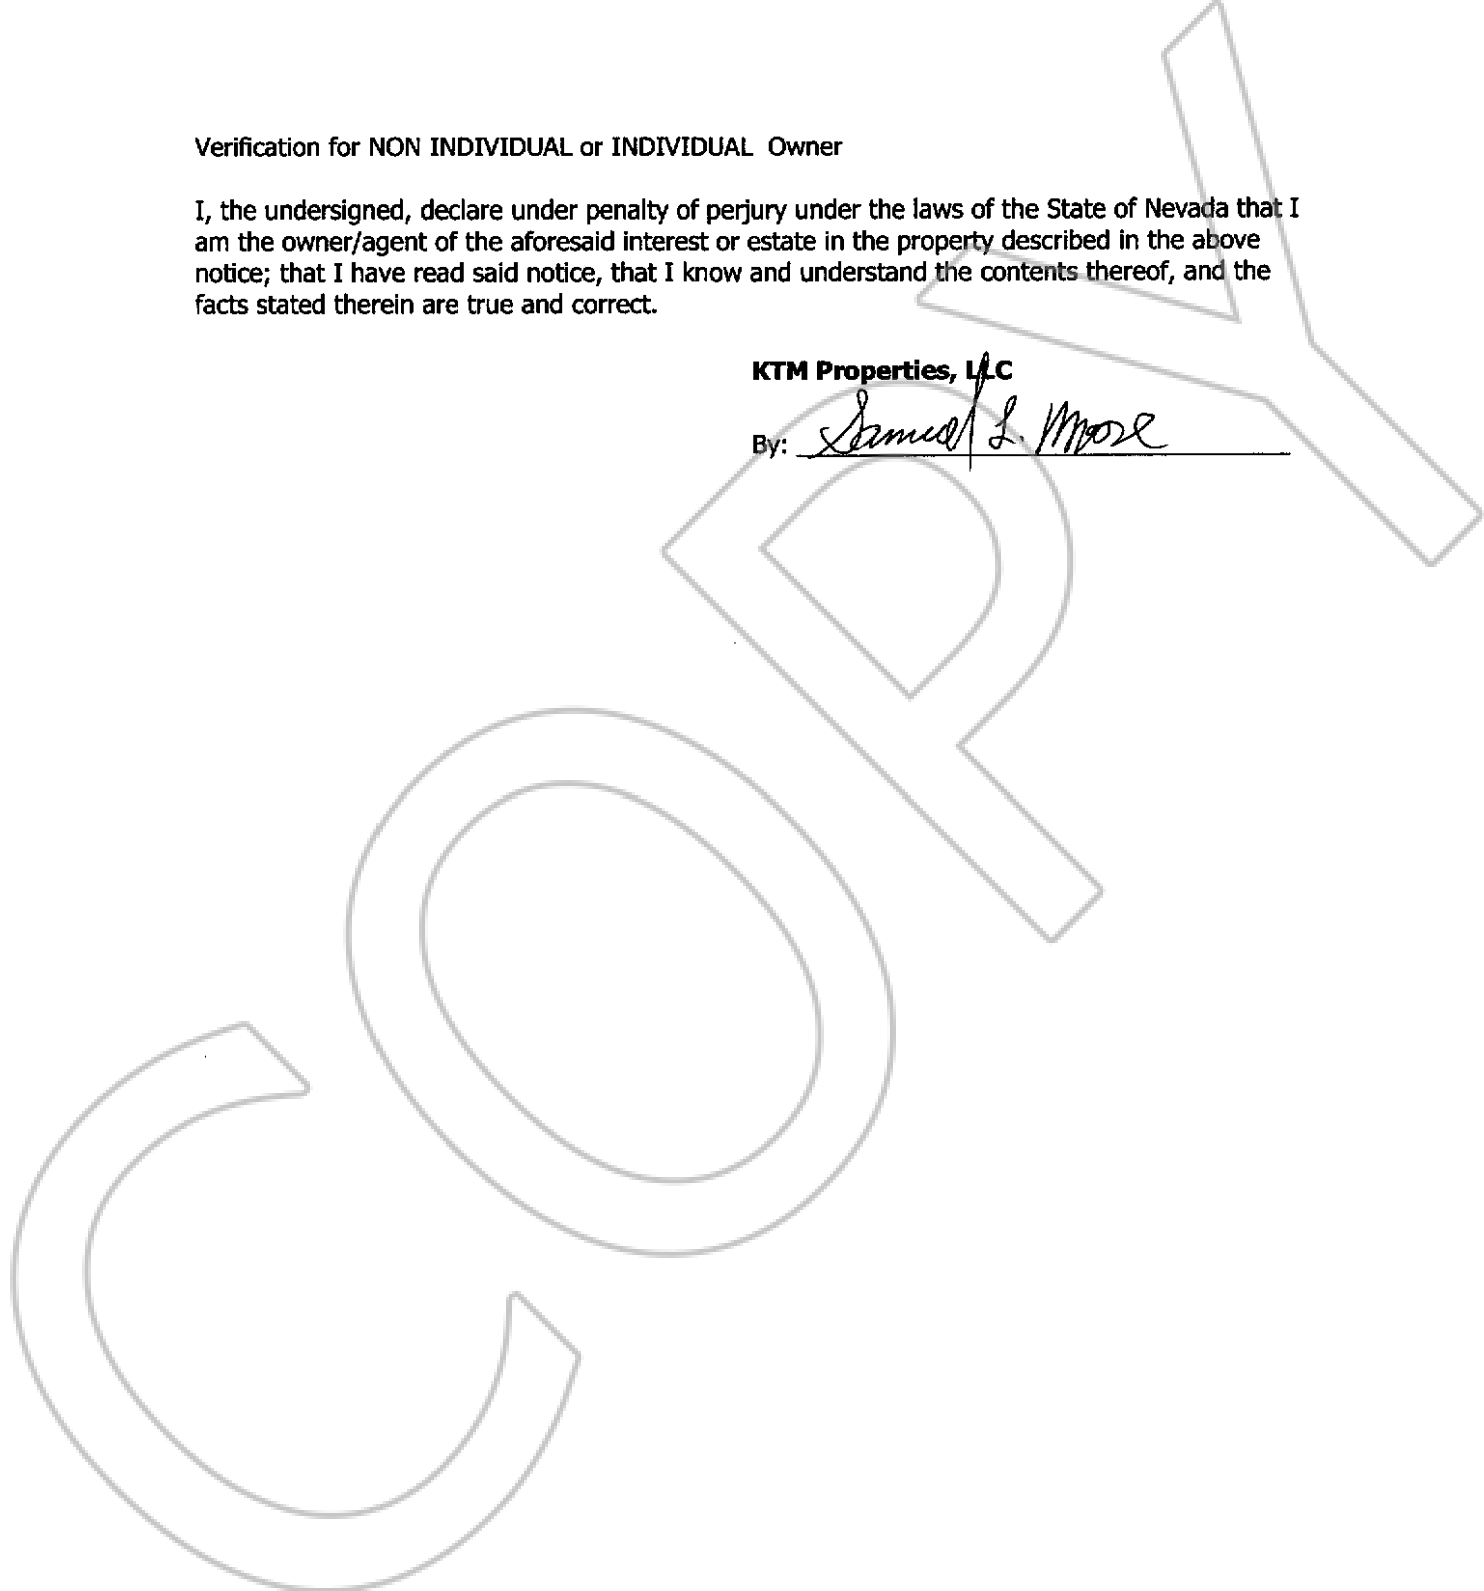 Verification for NON INDIVIDUAL or INDIVIDUAL Owner
I, the undersigned, declare under penalty of perjury under the laws of the State of Nevada that I
am the owner/agent of the aforesaid interest or estate in the property described in the above
notice; that I have read said notice, that I know and understand the contents thereof, and the
facts stated therein are true and correct.
KTM Properties, LLC
By: Samuel L. Moore
COPY